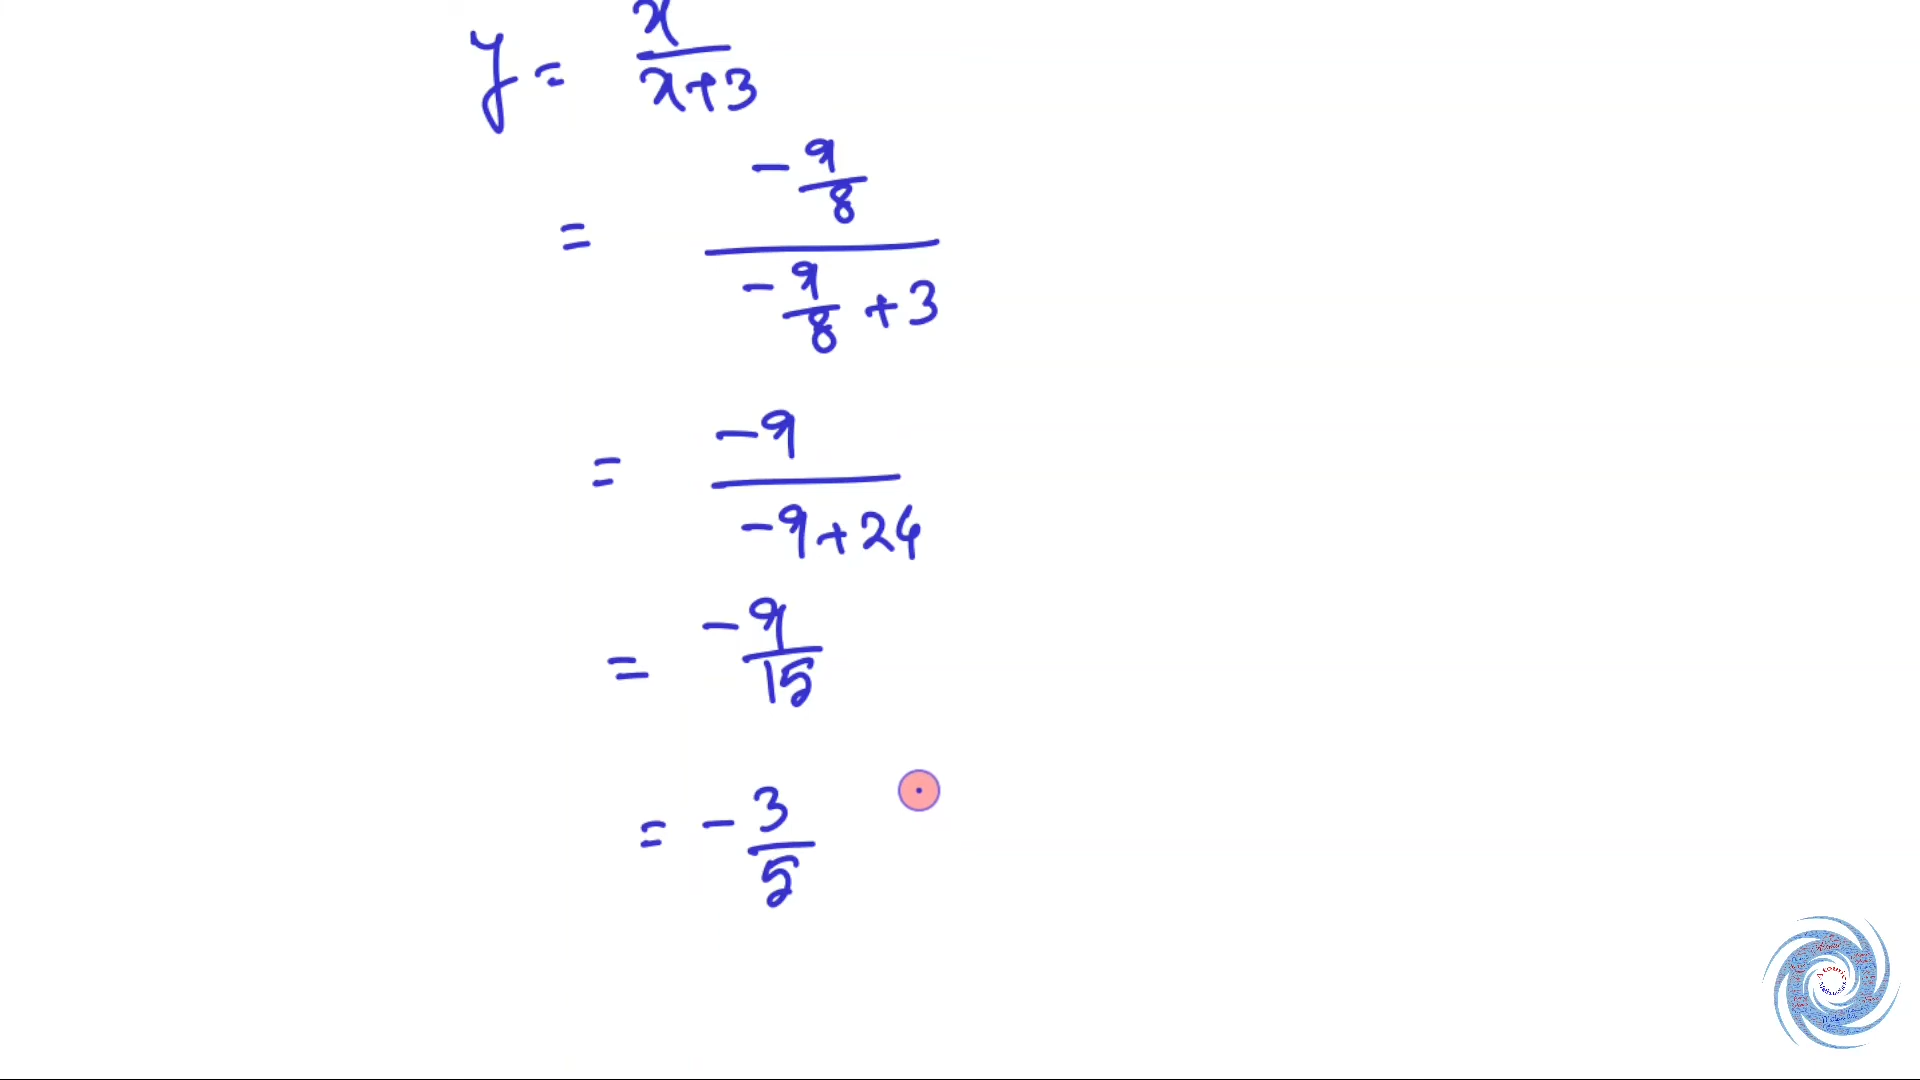 y = x/(x+3)
= (-9/8)/(-9/8 + 3)
= -9/(-9+24)
= -9/15
= -3/5